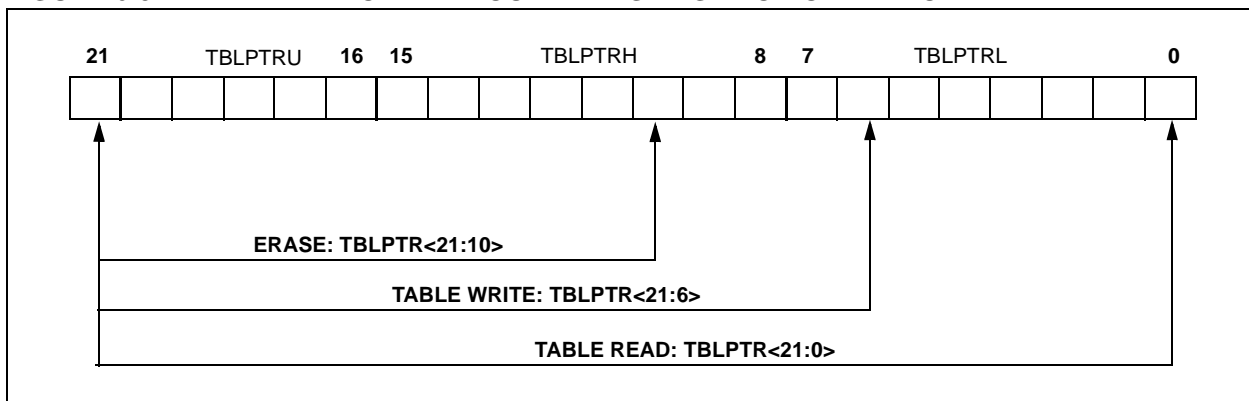 21 TBLPTRU 16 15 TBLPTRH 8 7 TBLPTRL 0
ERASE: TBLPTR<21:10>
TABLE WRITE: TBLPTR<21:6>
TABLE READ: TBLPTR<21:0>